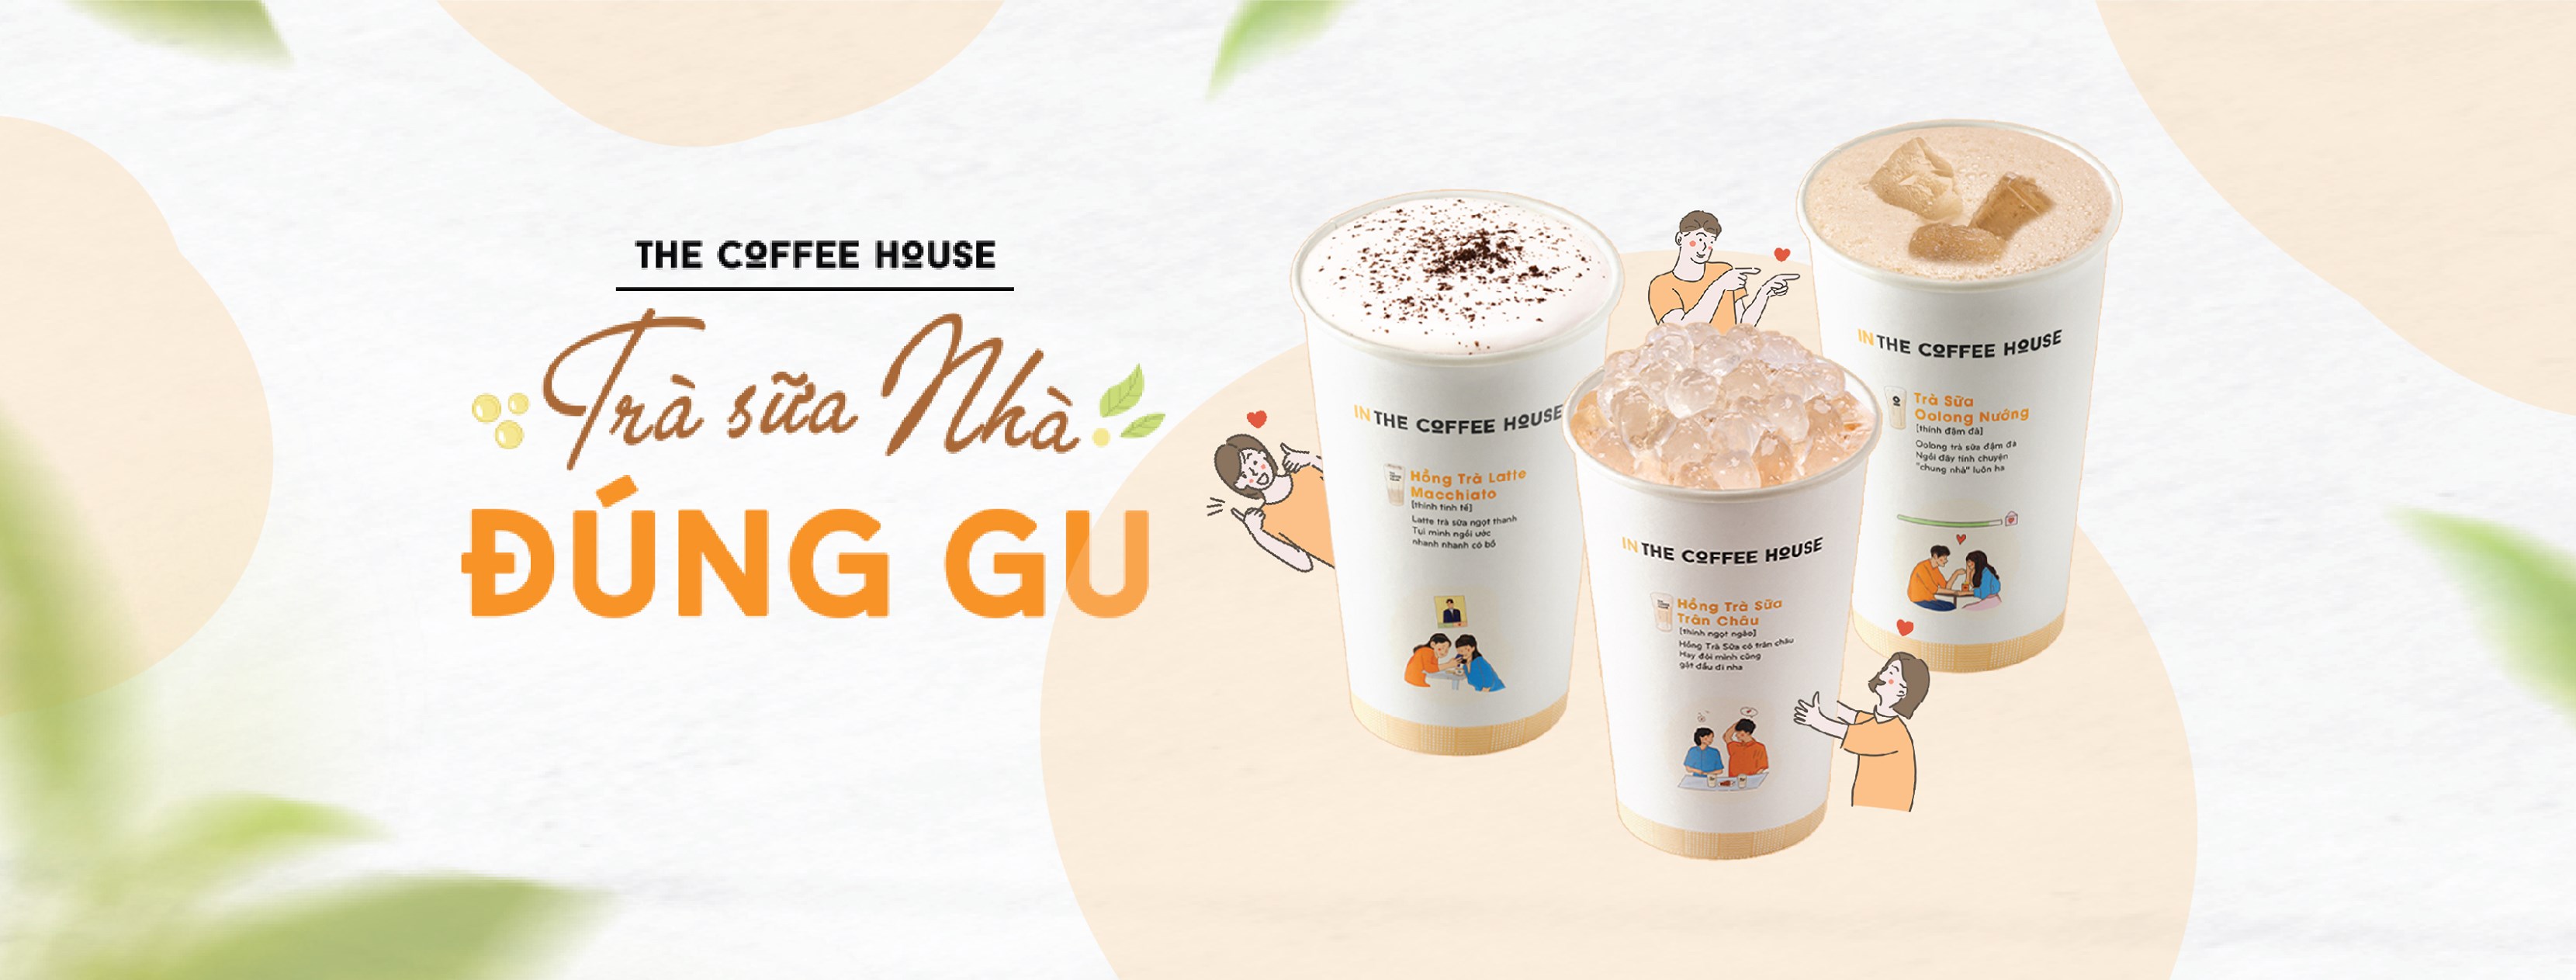 THE COFFEE HOUSE
Trà sữa Nhà
ĐÚNG GU
IN THE COFFEE HOUSE
Hồng Trà Latte
Macchiato
[thính tinh tế]
Latte trà sữa ngọt thanh
Tụi mình ngồi ước
nhanh nhanh có bồ
IN THE COFFEE HOUSE
Hồng Trà Sữa
Trân Châu
[thính ngọt ngào]
Hồng Trà Sữa có trân châu
Hay đôi mình cũng
gật đầu đi nha
IN THE COFFEE HOUSE
Trà Sữa
Oolong Nướng
[thính đậm đà]
Oolong trà sữa đậm đà
Ngồi đây tính chuyện
"chung nhà" luôn ha